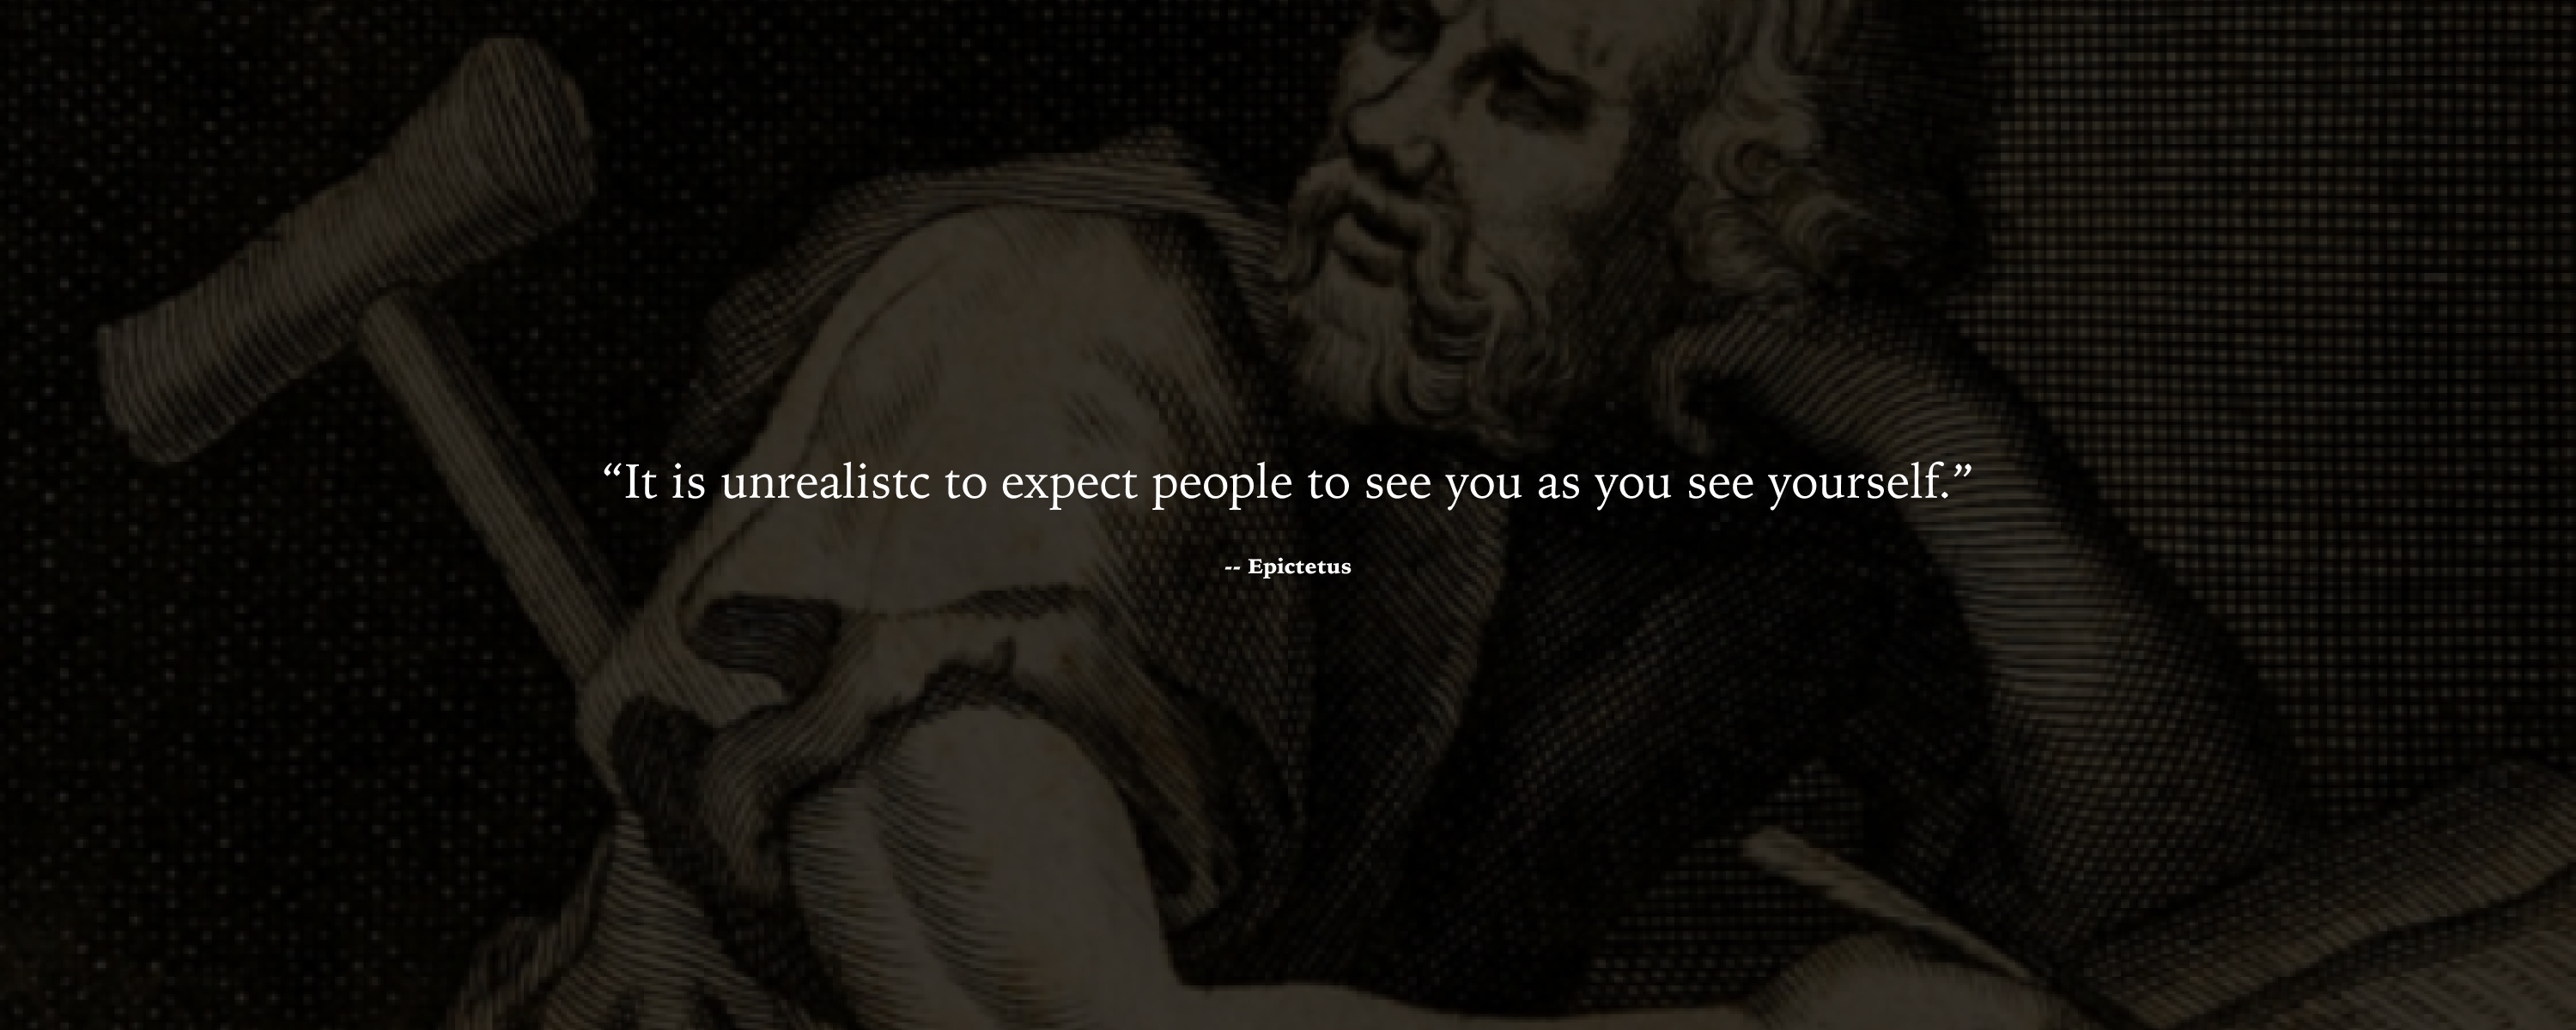 “It is unrealistc to expect people to see you as you see yourself.”
-- Epictetus